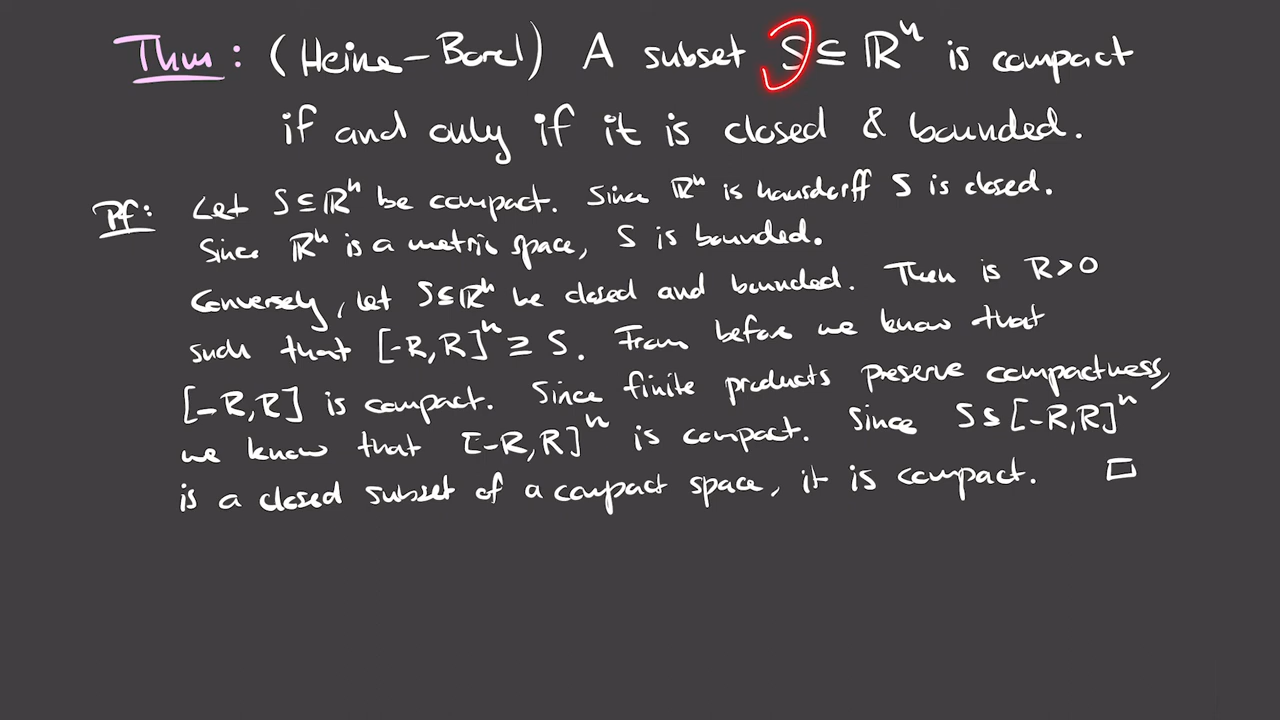 Thm: (Heine-Borel) A subset S ⊆ ℝⁿ is compact
if and only if it is closed & bounded.
Pf: Let S ⊆ ℝⁿ be compact. Since ℝⁿ is hausdorff S is closed.
Since ℝⁿ is a metric space, S is bounded.
Conversely, let S ⊆ ℝⁿ be closed and bounded. Then is R > 0
such that [-R,R]ⁿ ⊇ S. From before we know that
[-R,R] is compact. Since finite products preserve compactness,
we know that [-R,R]ⁿ is compact. Since S ⊆ [-R,R]ⁿ
is a closed subset of a compact space, it is compact. □